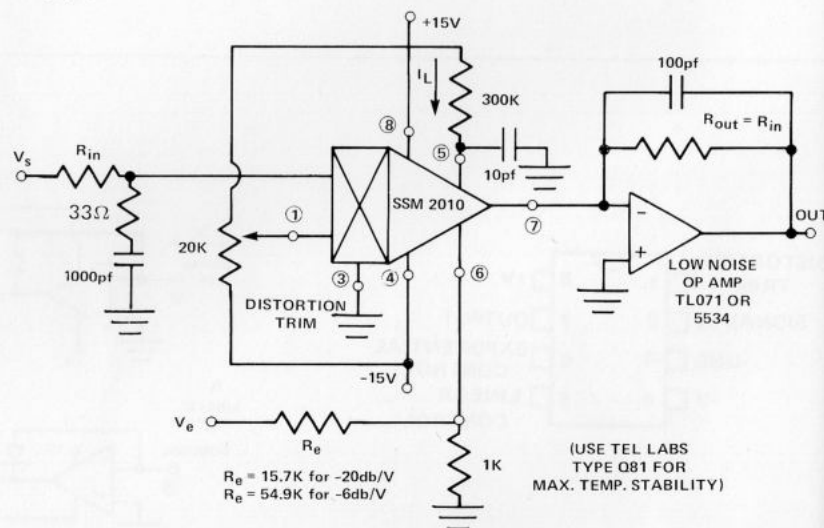 +15V
100pf
I_L
300K
R_out = R_in
⑧
V_s
R_in
⑤
10pf
SSM 2010
⑦
-
OUT
33Ω
①
+
20K
LOW NOISE
OP AMP
TL071 OR
5534
1000pf
③
④
⑥
DISTORTION
TRIM
-15V
V_e
R_e
1K
R_e = 15.7K for -20db/V
R_e = 54.9K for -6db/V
(USE TEL LABS
TYPE Q81 FOR
MAX. TEMP. STABILITY)